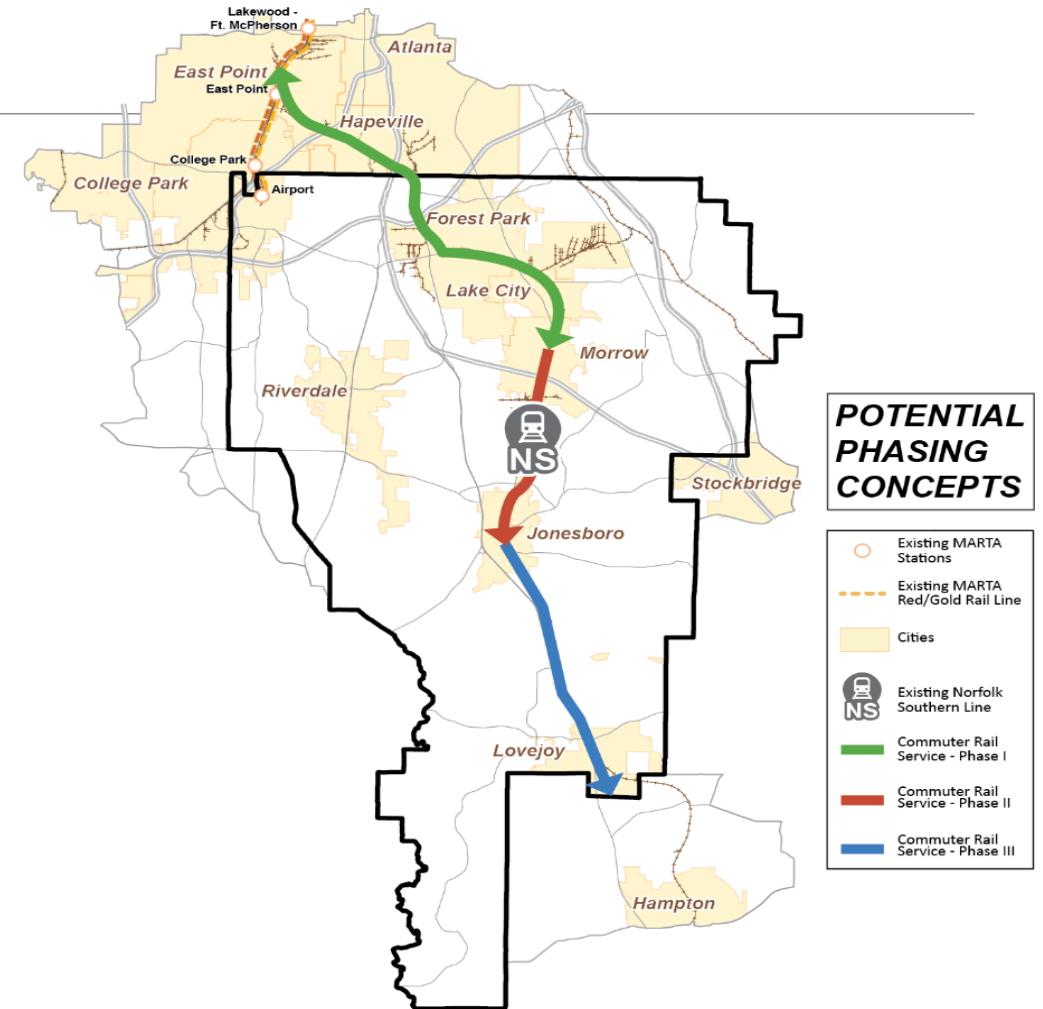 Lakewood -
Ft. McPherson
Atlanta
East Point
East Point
Hapeville
College Park
College Park
Airport
Forest Park
Lake City
Morrow
Riverdale
NS
Stockbridge
Jonesboro
Lovejoy
Hampton
POTENTIAL
PHASING
CONCEPTS
Existing MARTA
Stations
Existing MARTA
Red/Gold Rail Line
Cities
NS
Existing Norfolk
Southern Line
Commuter Rail
Service - Phase I
Commuter Rail
Service - Phase II
Commuter Rail
Service - Phase III